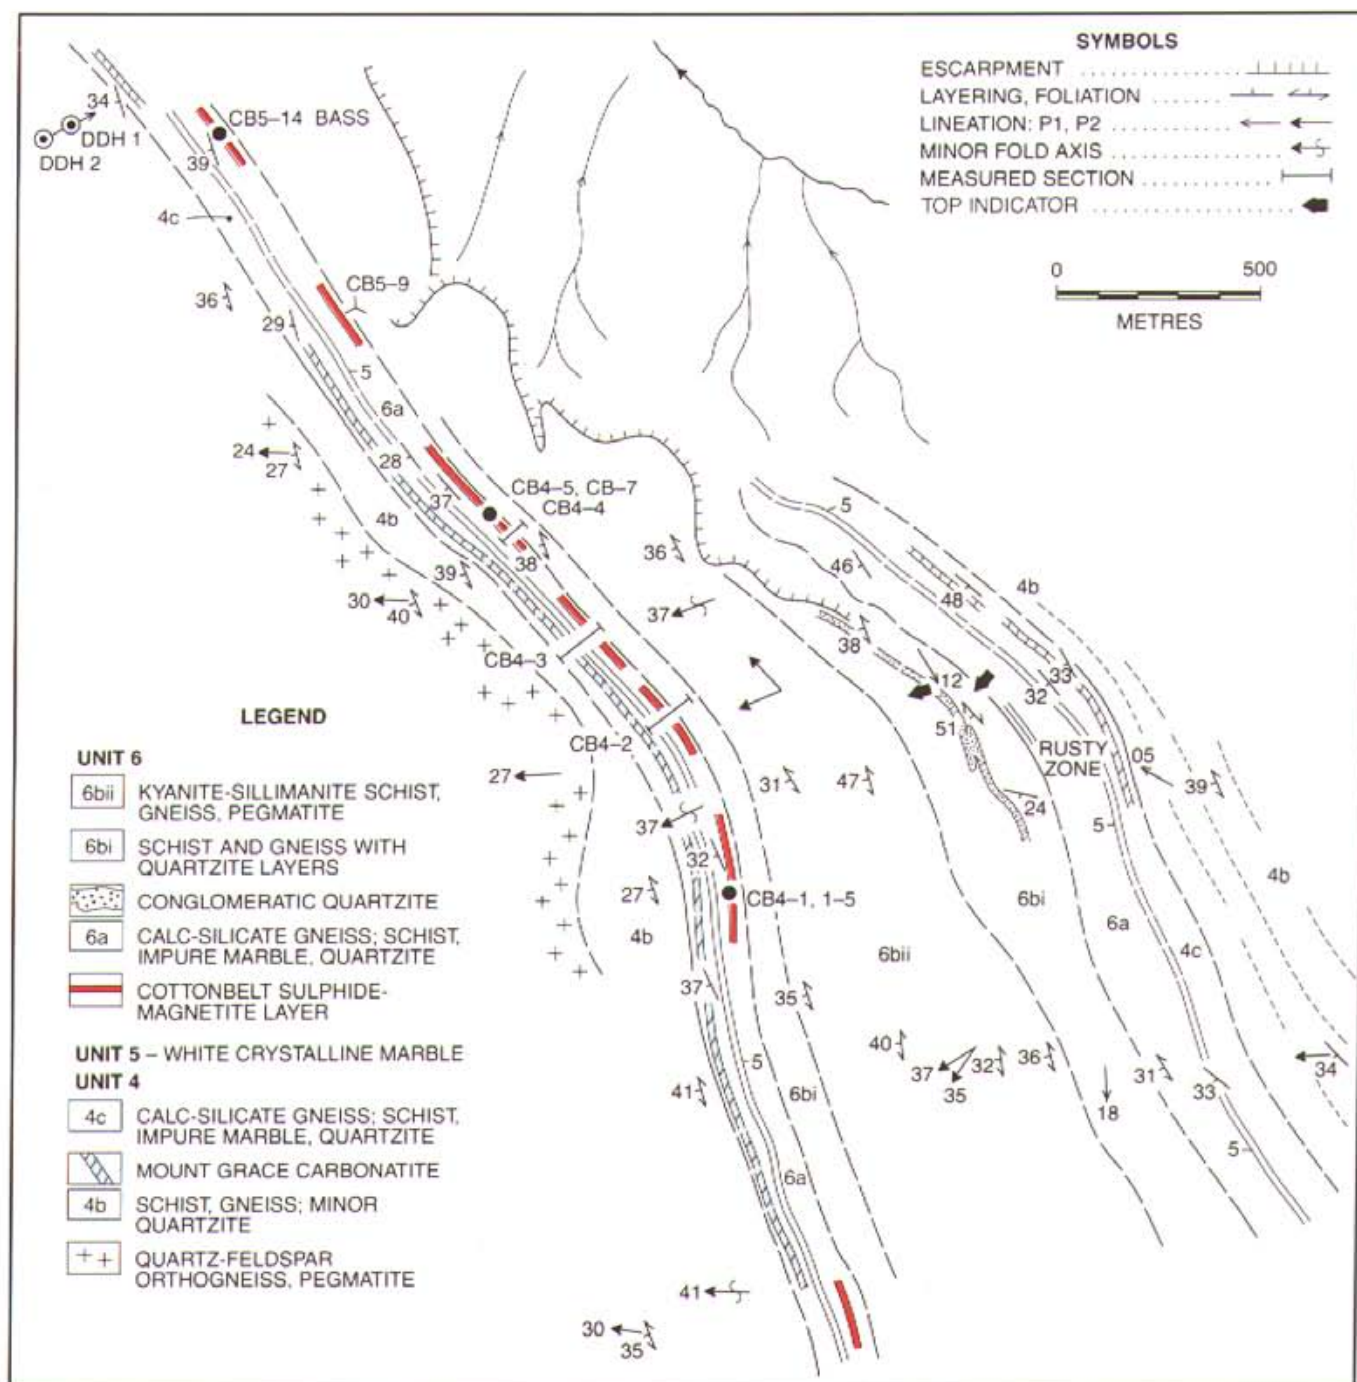 SYMBOLS
ESCARPMENT
LAYERING, FOLIATION
LINEATION: P1, P2
MINOR FOLD AXIS
MEASURED SECTION
TOP INDICATOR
0 500
METRES
34
DDH 1
DDH 2
CB5–14 BASS
39
4c
36
CB5–9
29
5
6a
24
27
28
37
CB4–5, CB–7
CB4–4
4b
38
39
36
30
40
37
CB4–3
CB4–2
27
37
31
47
32
27
4b
CB4–1, 1–5
37
35
41
5
6bi
6a
41
30
35
5
46
48
4b
38
33
32
12
51
RUSTY
ZONE
05
39
24
5
4b
6bi
6a
4c
6bii
40
37
32
35
36
18
31
33
34
5
LEGEND
UNIT 6
6bii KYANITE-SILLIMANITE SCHIST,
GNEISS, PEGMATITE
6bi SCHIST AND GNEISS WITH
QUARTZITE LAYERS
CONGLOMERATIC QUARTZITE
6a CALC-SILICATE GNEISS; SCHIST,
IMPURE MARBLE, QUARTZITE
COTTONBELT SULPHIDE-
MAGNETITE LAYER
UNIT 5 – WHITE CRYSTALLINE MARBLE
UNIT 4
4c CALC-SILICATE GNEISS; SCHIST,
IMPURE MARBLE, QUARTZITE
MOUNT GRACE CARBONATITE
4b SCHIST, GNEISS; MINOR
QUARTZITE
QUARTZ-FELDSPAR
ORTHOGNEISS, PEGMATITE